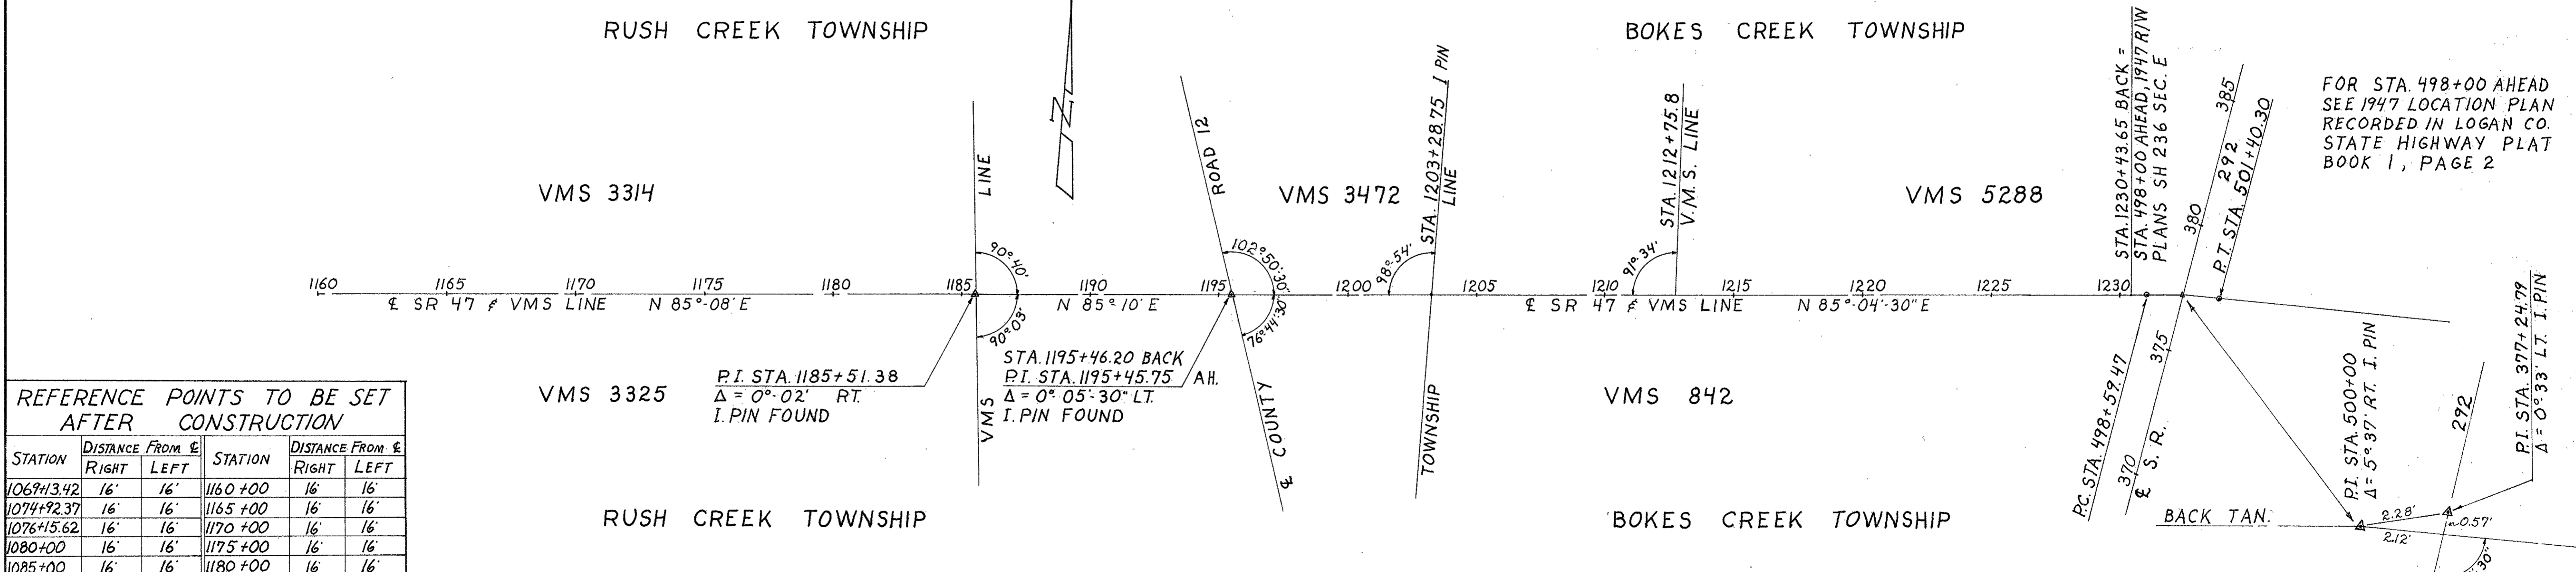 RUSH CREEK TOWNSHIP
BOKES CREEK TOWNSHIP
FOR STA. 498+00 AHEAD
SEE 1947 LOCATION PLAN
RECORDED IN LOGAN CO.
STATE HIGHWAY PLAT
BOOK 1, PAGE 2
STA. 1230+43.65 BACK =
STA. 498+00 AHEAD, 1947 R/W
PLANS SH 236 SEC. E
385
292
380
P.T. STA. 501+40.30
VMS 3314
LINE
N
ROAD 12
VMS 3472
STA. 1203+28.75 I PIN
LINE
STA. 1212+75.8
V.M.S. LINE
VMS 5288
90°-40'
102°-50'-30"
98°-54'
91°-34'
1160 1165 1170 1175 1180 1185 1190 1195 1200 1205 1210 1215 1220 1225 1230
℄ SR 47 & VMS LINE N 85°-08' E
N 85°-10' E
℄ SR 47 & VMS LINE N 85°-04'-30" E
90°-03'
76°-44'-30"
VMS 3325
P.I. STA. 1185+51.38
Δ = 0°-02' RT.
I. PIN FOUND
STA. 1195+46.20 BACK
P.I. STA. 1195+45.75 AH.
Δ = 0°-05'-30" LT.
I. PIN FOUND
VMS
℄ COUNTY
TOWNSHIP
VMS 842
P.C. STA. 498+59.47
375
370
℄ S. R.
P.I. STA. 500+00
Δ = 5°-37' RT. I. PIN
292
P.I. STA. 377+24.79
Δ = 0°-33' LT. I. PIN
BACK TAN.
2.28'
0.57'
2.12'
30"
RUSH CREEK TOWNSHIP
BOKES CREEK TOWNSHIP
REFERENCE POINTS TO BE SET
AFTER CONSTRUCTION
STATION DISTANCE FROM ℄ STATION DISTANCE FROM ℄
RIGHT LEFT RIGHT LEFT
1069+13.42 16' 16' 1160+00 16' 16'
1074+92.37 16' 16' 1165+00 16' 16'
1076+15.62 16' 16' 1170+00 16' 16'
1080+00 16' 16' 1175+00 16' 16'
1085+00 16' 16' 1180+00 16' 16'